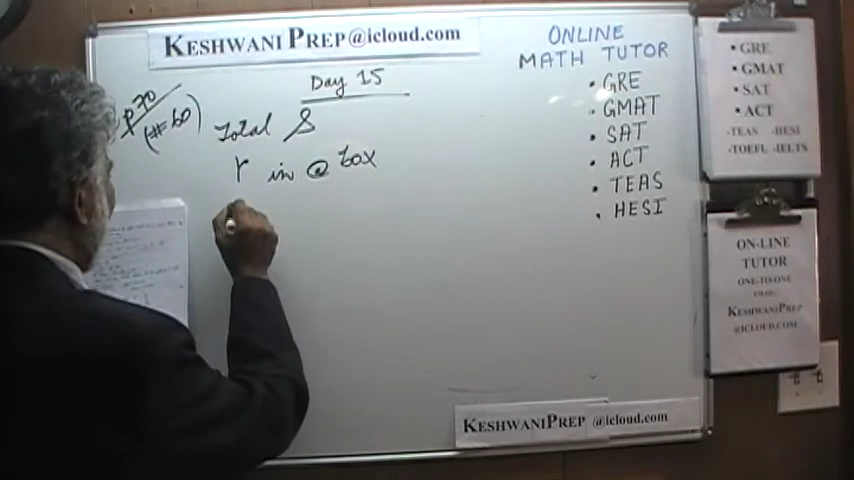 KESHWANI PREP@icloud.com
Day 15
P 70
(#60)
Total S
r in @ box
ONLINE
MATH TUTOR
• GRE
• GMAT
• SAT
• ACT
• TEAS
• HESI
▪ GRE
▪ GMAT
▪ SAT
▪ ACT
-TEAS -HESI
-TOEFL -IELTS
ON-LINE
TUTOR
ONE-TO-ONE
KESHWANIPREP
@ICLOUD.COM
KESHWANIPREP @icloud.com